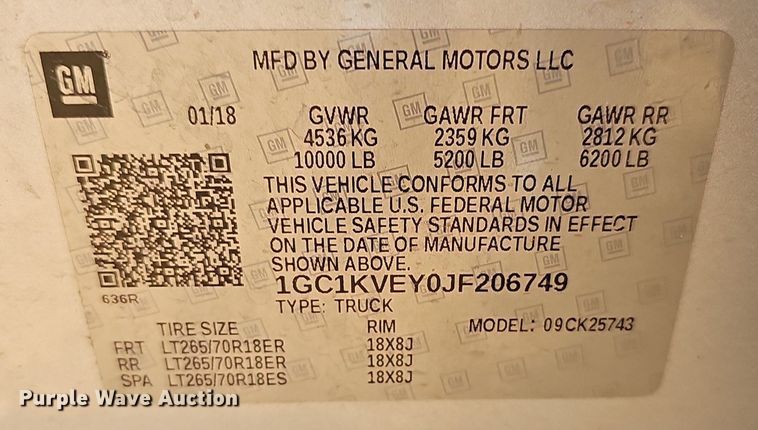 GM
MFD BY GENERAL MOTORS LLC
01/18 GVWR GAWR FRT GAWR RR
4536 KG 2359 KG 2812 KG
10000 LB 5200 LB 6200 LB
THIS VEHICLE CONFORMS TO ALL
APPLICABLE U.S. FEDERAL MOTOR
VEHICLE SAFETY STANDARDS IN EFFECT
ON THE DATE OF MANUFACTURE
SHOWN ABOVE.
636R
1GC1KVEY0JF206749
TYPE: TRUCK
TIRE SIZE RIM MODEL: 09CK25743
FRT LT265/70R18ER 18X8J
RR LT265/70R18ER 18X8J
SPA LT265/70R18ES 18X8J
Purple Wave Auction